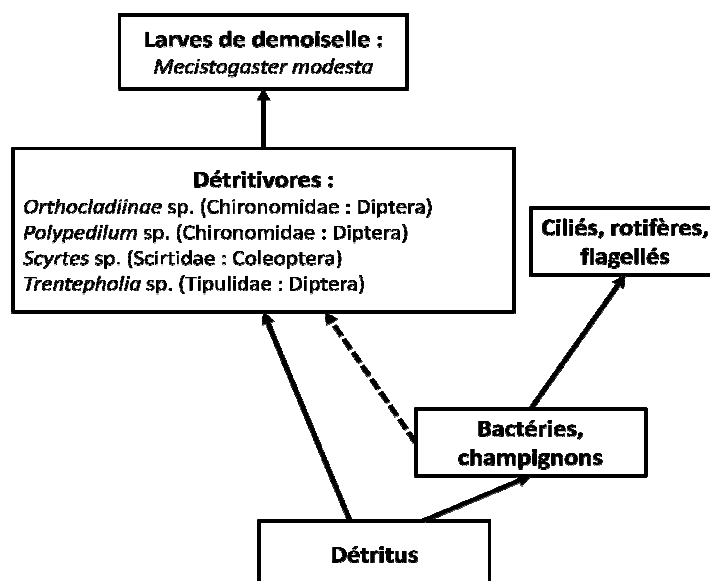 Larves de demoiselle :
Mecistogaster modesta
Détritivores :
Orthocladiinae sp. (Chironomidae : Diptera)
Polypedilum sp. (Chironomidae : Diptera)
Scyrtes sp. (Scirtidae : Coleoptera)
Trentepholia sp. (Tipulidae : Diptera)
Ciliés, rotifères,
flagellés
Bactéries,
champignons
Détritus